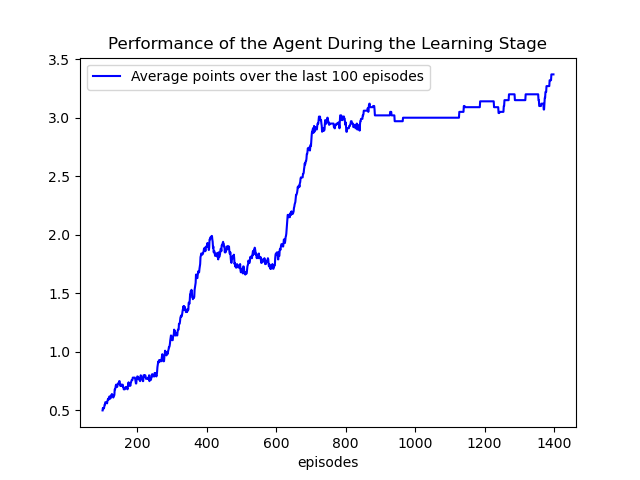 Performance of the Agent During the Learning Stage
Average points over the last 100 episodes
3.5
3.0
2.5
2.0
1.5
1.0
0.5
200 400 600 800 1000 1200 1400
episodes